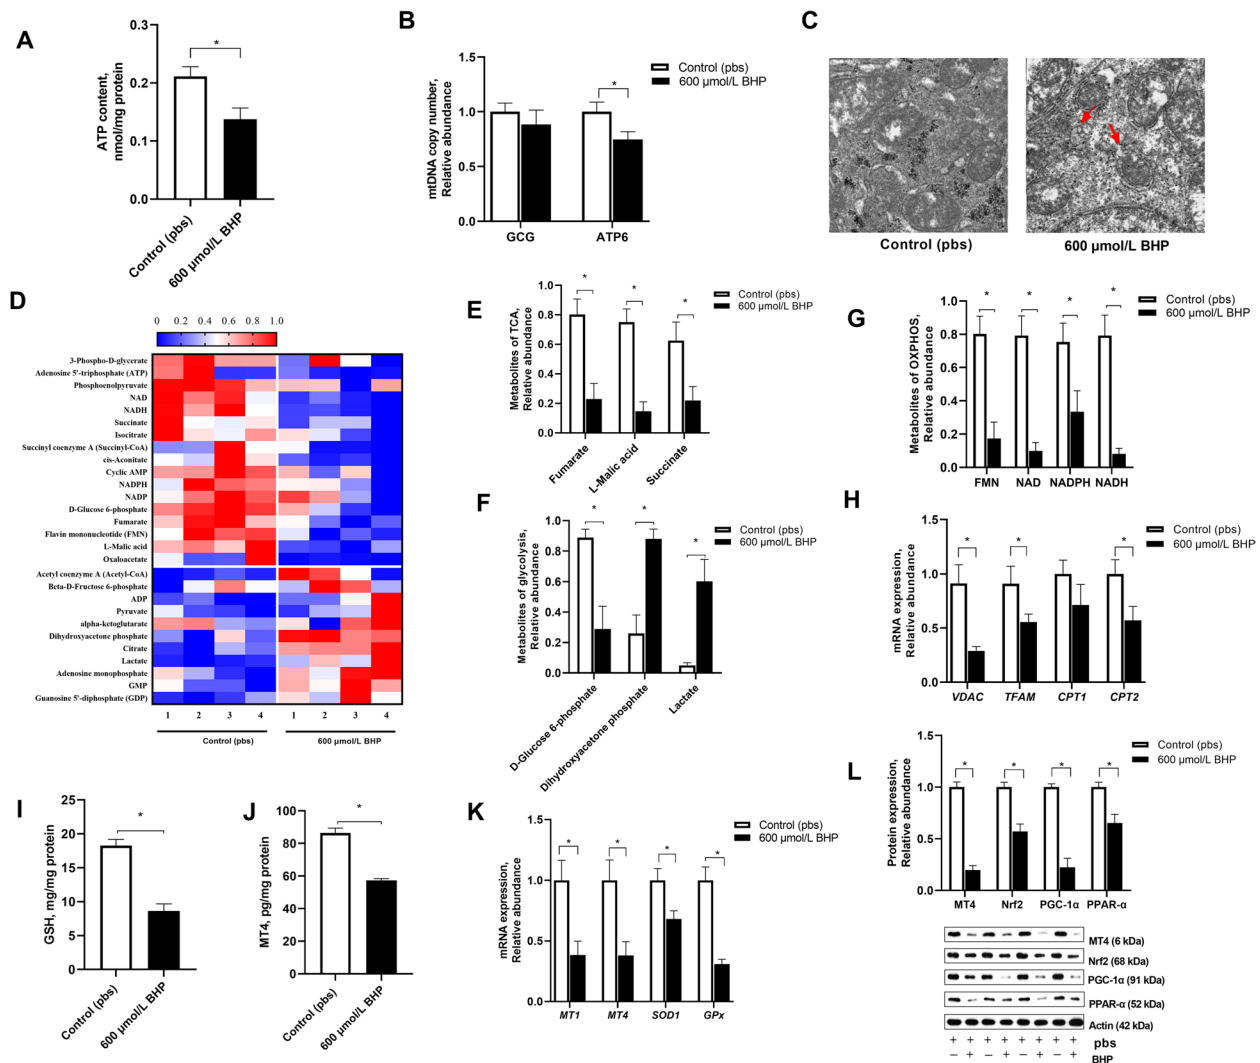 A
ATP content,
nmol/mg protein
0.3
0.2
0.1
0.0
*
Control (pbs)
600 μmol/L BHP
B
mtDNA copy number,
Relative abundance
1.5
1.0
0.5
0.0
*
GCG
ATP6
Control (pbs)
600 μmol/L BHP
C
Control (pbs)
600 μmol/L BHP
D
0 0.2 0.4 0.6 0.8 1.0
3-Phospho-D-glycerate
Adenosine 5'-triphosphate (ATP)
Phosphoenolpyruvate
NAD
NADH
Succinate
Isocitrate
Succinyl coenzyme A (Succinyl-CoA)
cis-Aconitate
Cyclic AMP
NADPH
NADP
D-Glucose 6-phosphate
Fumarate
Flavin mononucleotide (FMN)
L-Malic acid
Oxaloacetate
Acetyl coenzyme A (Acetyl-CoA)
Beta-D-Fructose 6-phosphate
ADP
Pyruvate
alpha-ketoglutarate
Dihydroxyacetone phosphate
Citrate
Lactate
Adenosine monophosphate
GMP
Guanosine 5'-diphosphate (GDP)
1 2 3 4 1 2 3 4
Control (pbs)
600 μmol/L BHP
E
Metabolites of TCA,
Relative abundance
1.0
0.8
0.6
0.4
0.2
0.0
* * *
Fumarate
L-Malic acid
Succinate
Control (pbs)
600 μmol/L BHP
F
Metabolites of glycolysis,
Relative abundance
1.0
0.8
0.6
0.4
0.2
0.0
* * *
D-Glucose 6-phosphate
Dihydroxyacetone phosphate
Lactate
Control (pbs)
600 μmol/L BHP
G
Metabolites of OXPHOS,
Relative abundance
1.0
0.8
0.6
0.4
0.2
0.0
* * * *
FMN NAD NADPH NADH
Control (pbs)
600 μmol/L BHP
H
mRNA expression,
Relative abundance
1.5
1.0
0.5
0.0
* * *
VDAC TFAM CPT1 CPT2
Control (pbs)
600 μmol/L BHP
I
GSH, mg/mg protein
25
20
15
10
5
0
*
Control (pbs)
600 μmol/L BHP
J
MT4, pg/mg protein
100
80
60
40
20
0
*
Control (pbs)
600 μmol/L BHP
K
mRNA expression,
Relative abundance
1.5
1.0
0.5
0.0
* * * *
MT1 MT4 SOD1 GPx
Control (pbs)
600 μmol/L BHP
L
Protein expression,
Relative abundance
1.5
1.0
0.5
0.0
* * * *
MT4 Nrf2 PGC-1α PPAR-α
Control (pbs)
600 μmol/L BHP
MT4 (6 kDa)
Nrf2 (68 kDa)
PGC-1α (91 kDa)
PPAR-α (52 kDa)
Actin (42 kDa)
+ + + + + + + + pbs
− + − + − + − + BHP